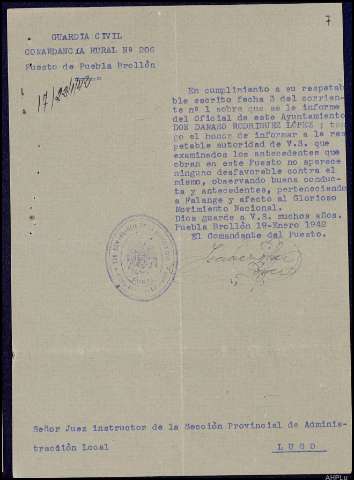 7
GUARDIA CIVIL
COMANDANCIA RURAL Nº 206
Puesto de Puebla Brollón
En cumplimiento a su respeta
ble escrito fecha 3 del corrien
te nº 1 sobre que se le informe
del Oficial de este Ayuntamiento
DON DAMASO RODRIGUEZ LÓPEZ; ten
go el honor de informar a la res
petable autoridad de V.S. que
examinados los antecedentes que
obran en este Puesto no aparece
ninguno desfavorable contra el
mismo, observando buena conduc
ta y antecedentes, perteneciendo
a Falange y afecto al Glorioso
Movimiento Nacional.
Dios guarde a V.S. muchos años.
Puebla Brollón 19-Enero 1942
El Comandante del Puesto.
Señor Juez instructor de la Sección Provincial de Adminis-
tracción Local
LUGO
AHPLu